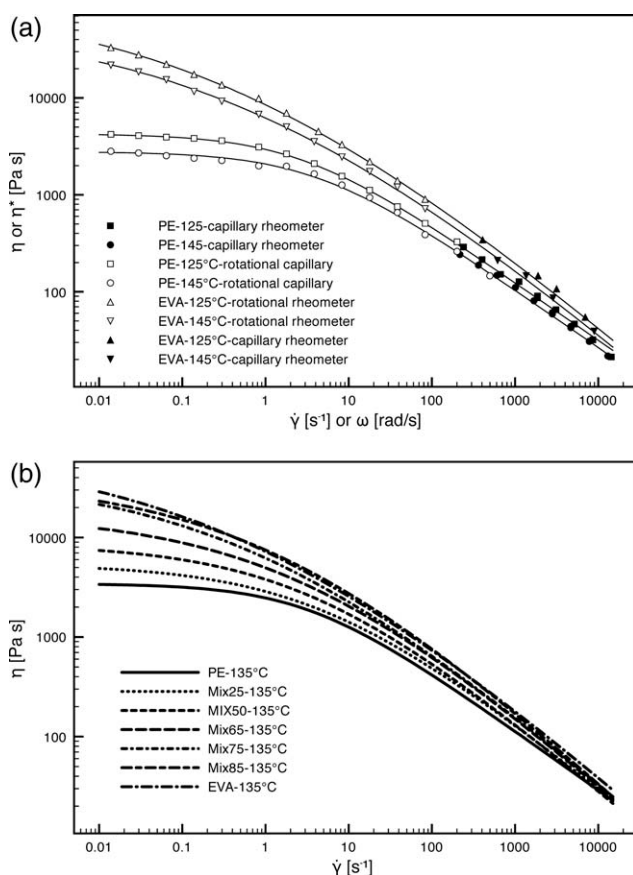 (a)
η or η* [Pa s]
10000
1000
100
PE-125-capillary rheometer
PE-145-capillary rheometer
PE-125°C-rotational capillary
PE-145°C-rotational capillary
EVA-125°C-rotational rheometer
EVA-145°C-rotational rheometer
EVA-125°C-capillary rheometer
EVA-145°C-capillary rheometer
0.01 0.1 1 10 100 1000 10000
γ̇ [s⁻¹] or ω [rad/s]
(b)
η [Pa s]
10000
1000
100
PE-135°C
Mix25-135°C
MIX50-135°C
Mix65-135°C
Mix75-135°C
Mix85-135°C
EVA-135°C
0.01 0.1 1 10 100 1000 10000
γ̇ [s⁻¹]